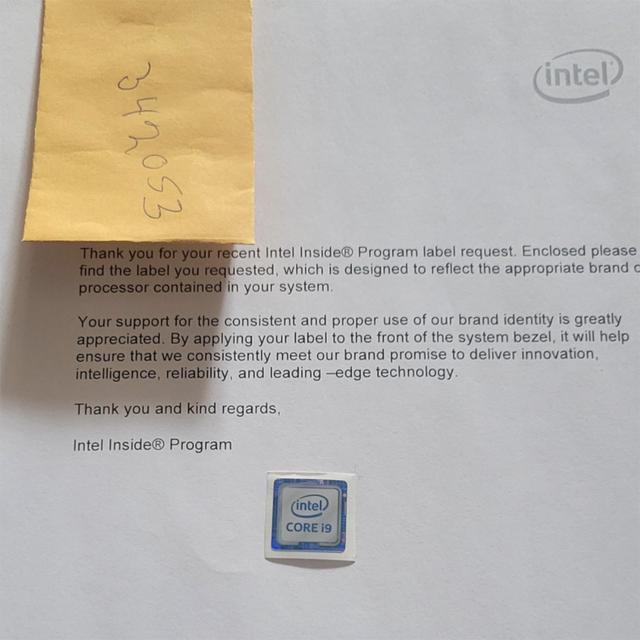 342053
intel
Thank you for your recent Intel Inside® Program label request. Enclosed please
find the label you requested, which is designed to reflect the appropriate brand
processor contained in your system.
Your support for the consistent and proper use of our brand identity is greatly
appreciated. By applying your label to the front of the system bezel, it will help
ensure that we consistently meet our brand promise to deliver innovation,
intelligence, reliability, and leading –edge technology.
Thank you and kind regards,
Intel Inside® Program
intel
CORE i9